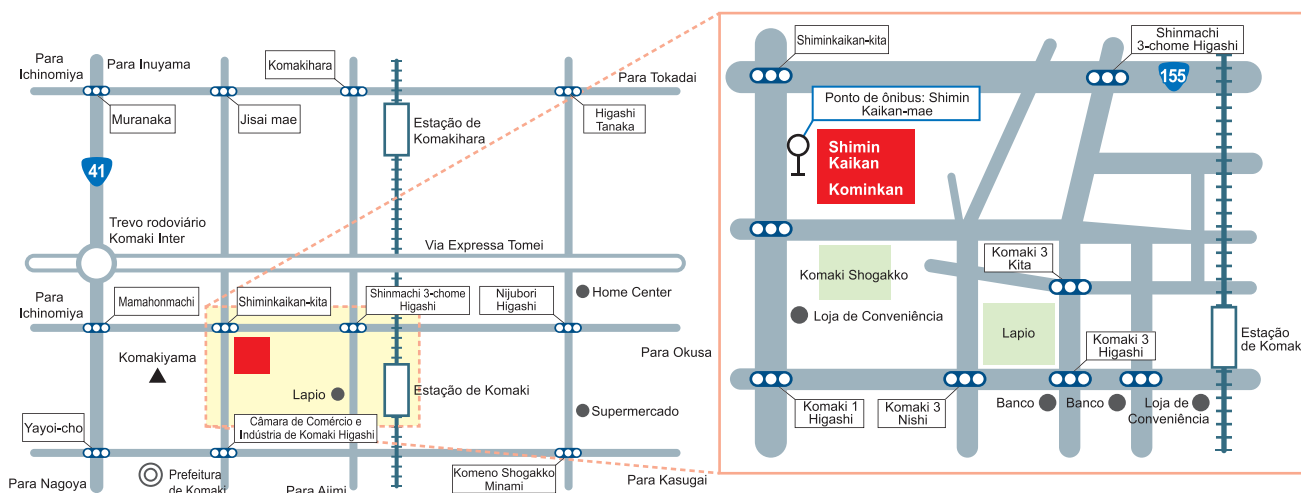 Para
Ichinomiya
Para Inuyama
Komakihara
Para Tokadai
Muranaka
Jisai mae
Estação de
Komakihara
Higashi
Tanaka
41
Trevo rodoviário
Komaki Inter
Via Expressa Tomei
Para
Ichinomiya
Mamahonmachi
Shiminkaikan-kita
Shinmachi 3-chome
Higashi
Nijubori
Higashi
Home Center
Para Okusa
Komakiyama
Lapio
Estação de Komaki
Supermercado
Yayoi-cho
Câmara de Comércio e
Indústria de Komaki Higashi
Para Nagoya
Prefeitura
de Komaki
Para Ajimi
Komeno Shogakko
Minami
Para Kasugai
Shiminkaikan-kita
Shinmachi
3-chome Higashi
155
Ponto de ônibus: Shimin
Kaikan-mae
Shimin
Kaikan
Kominkan
Komaki Shogakko
Komaki 3
Kita
Loja de Conveniência
Lapio
Komaki 3
Higashi
Estação
de Komaki
Komaki 1
Higashi
Komaki 3
Nishi
Banco
Banco
Loja de
Conveniência